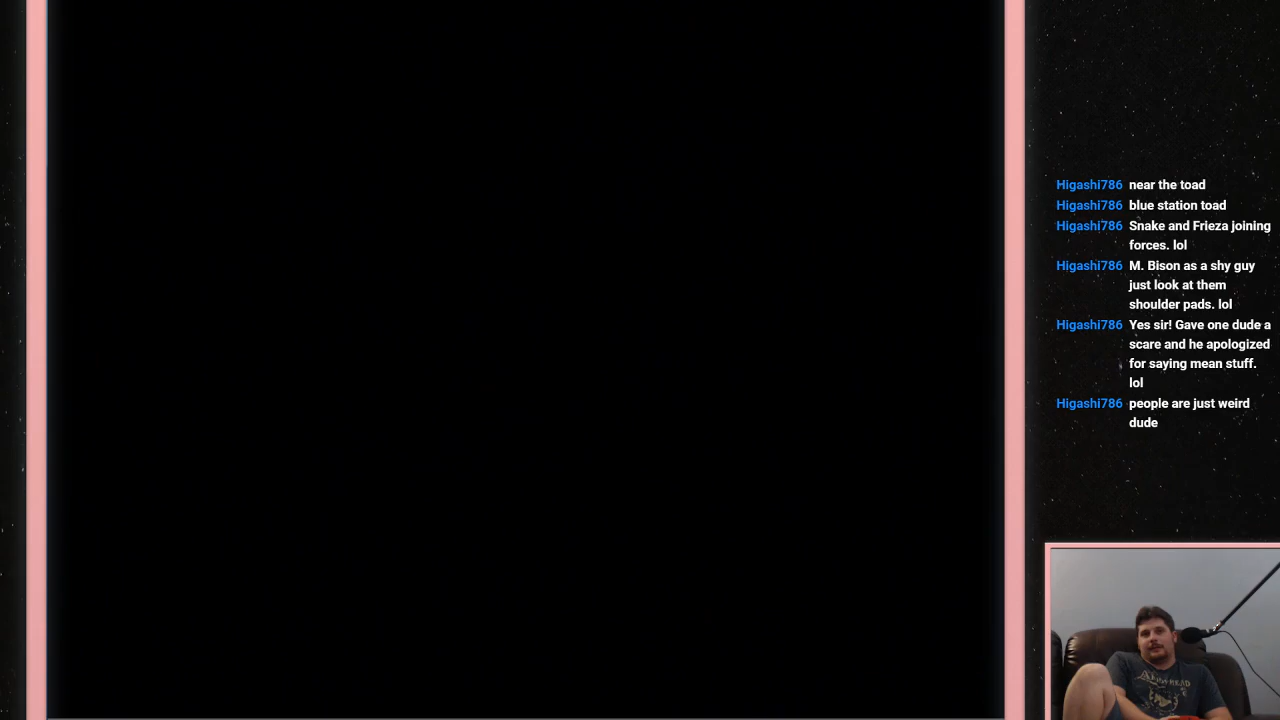 Higashi786 near the toad
Higashi786 blue station toad
Higashi786 Snake and Frieza joining
forces. lol
Higashi786 M. Bison as a shy guy
just look at them
shoulder pads. lol
Higashi786 Yes sir! Gave one dude a
scare and he apologized
for saying mean stuff.
lol
Higashi786 people are just weird
dude